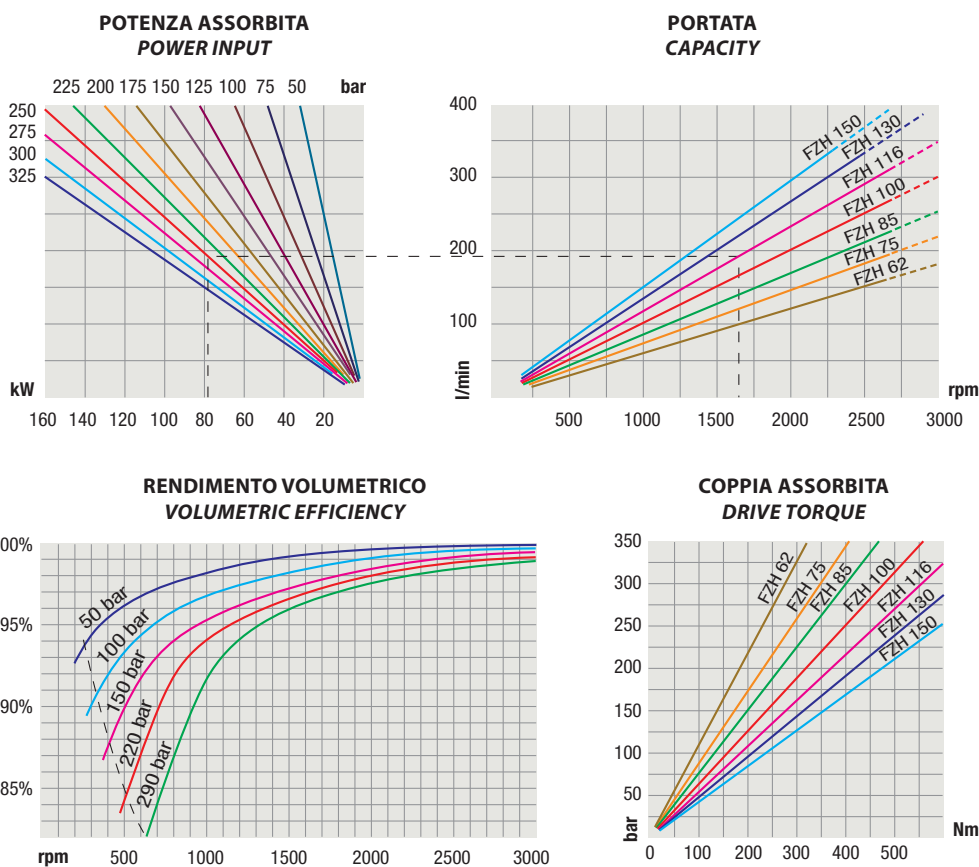 POTENZA ASSORBITA
POWER INPUT
225 200 175 147 125 100 75 50 bar
250
275
300
325
kW
160 140 120 100 80 60 40 20
PORTATA
CAPACITY
400
300
200
100
l/min
FZH 150
FZH 130
FZH 116
FZH 100
FZH 85
FZH 75
FZH 62
rpm
500 1000 1500 2000 2500 3000
RENDIMENTO VOLUMETRICO
VOLUMETRIC EFFICIENCY
00%
95%
90%
85%
50 bar
100 bar
150 bar
220 bar
290 bar
rpm 500 1000 1500 2000 2500 3000
COPPIA ASSORBITA
DRIVE TORQUE
350
300
250
200
150
100
50
bar
FZH 62
FZH 75
FZH 85
FZH 100
FZH 116
FZH 130
FZH 150
Nm
0 100 200 300 400 500